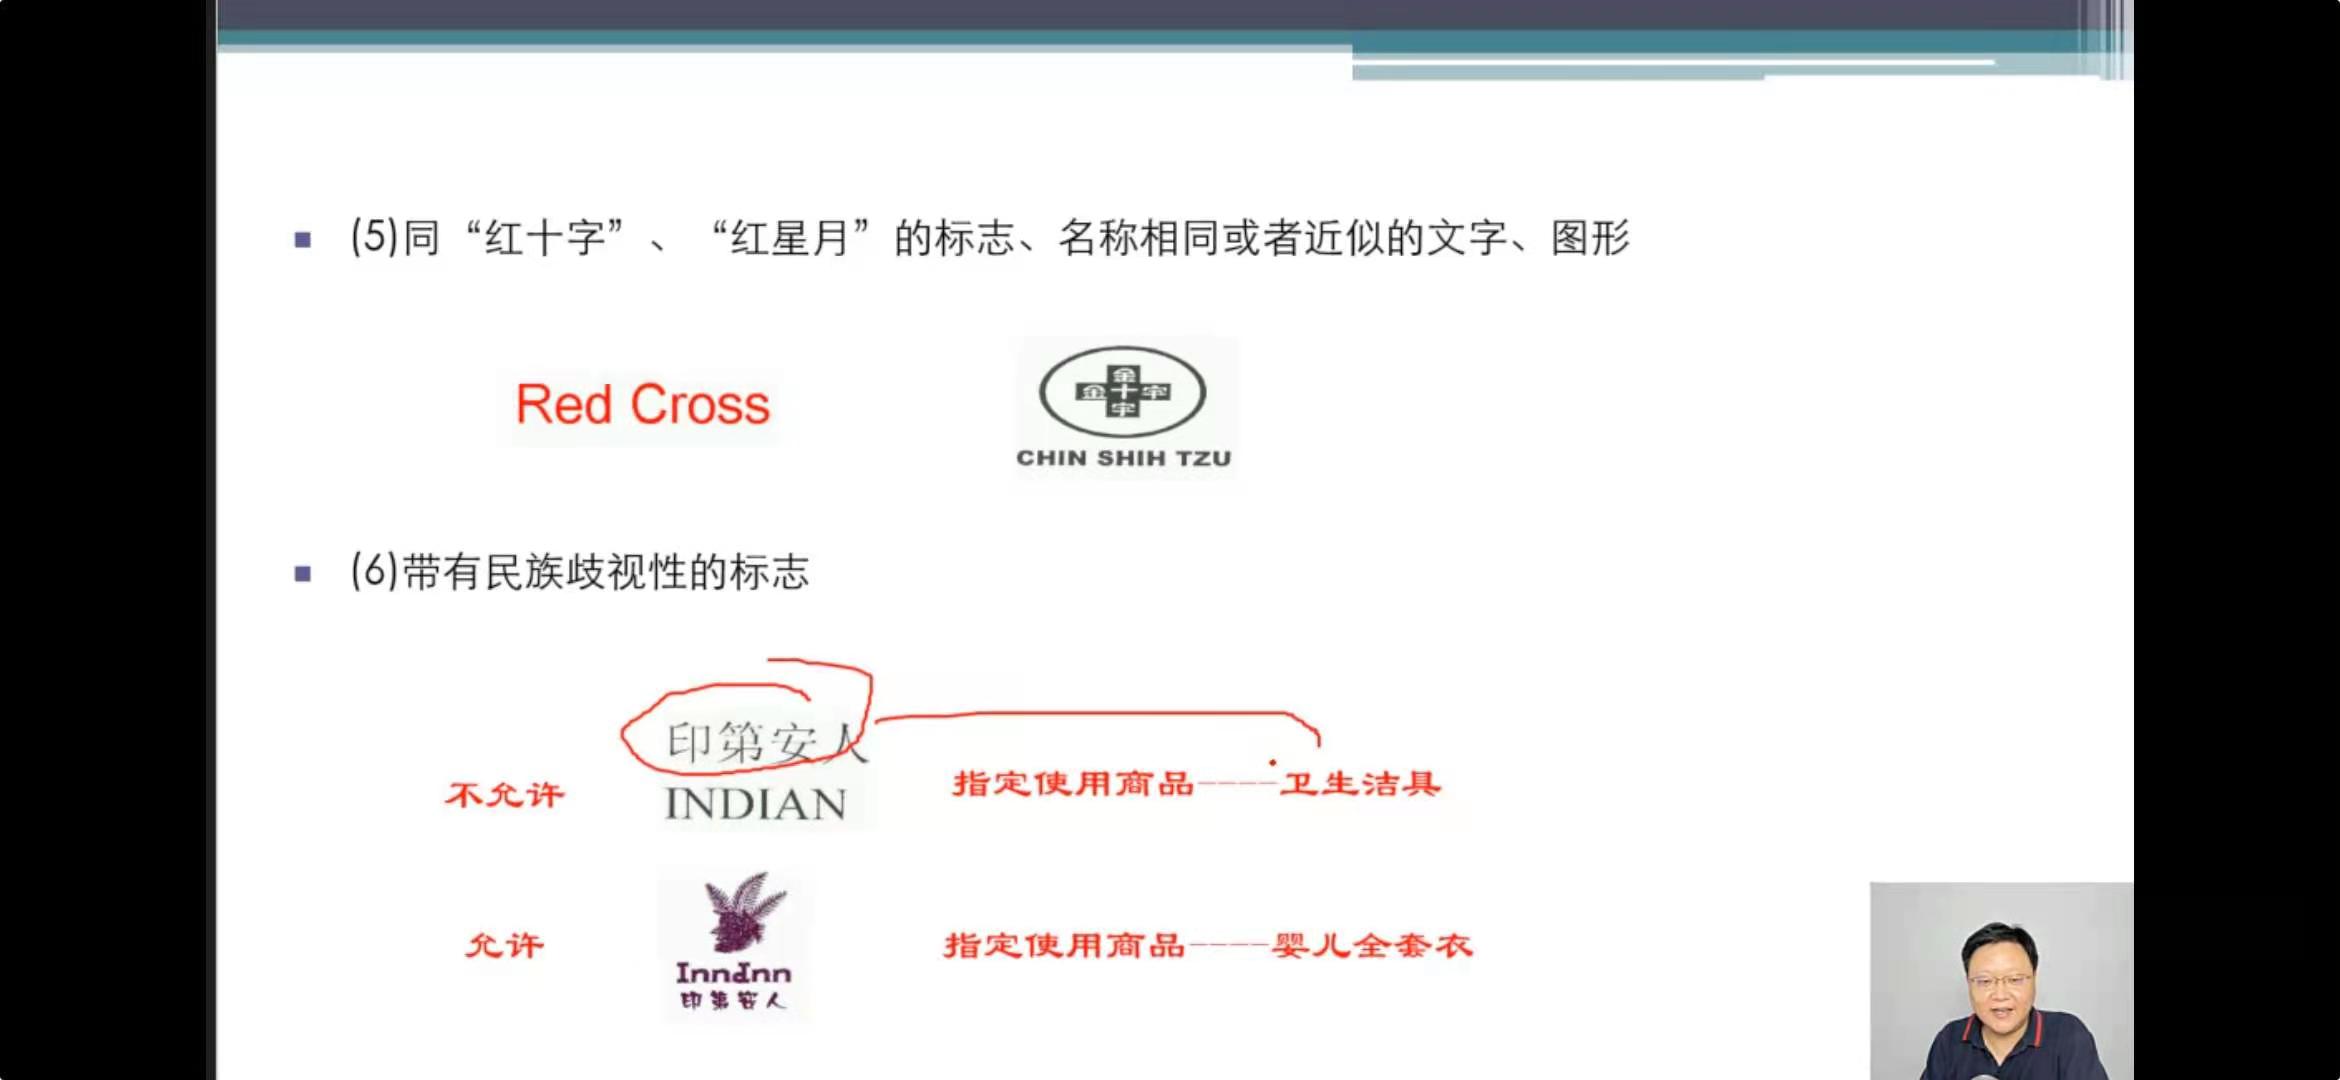 (5)同“红十字”、“红星月”的标志、名称相同或者近似的文字、图形
Red Cross
金
金十字
字
CHIN SHIH TZU
(6)带有民族歧视性的标志
不允许
印第安人
INDIAN
指定使用商品----卫生洁具
允许
InndInn
印第安人
指定使用商品----婴儿全套衣